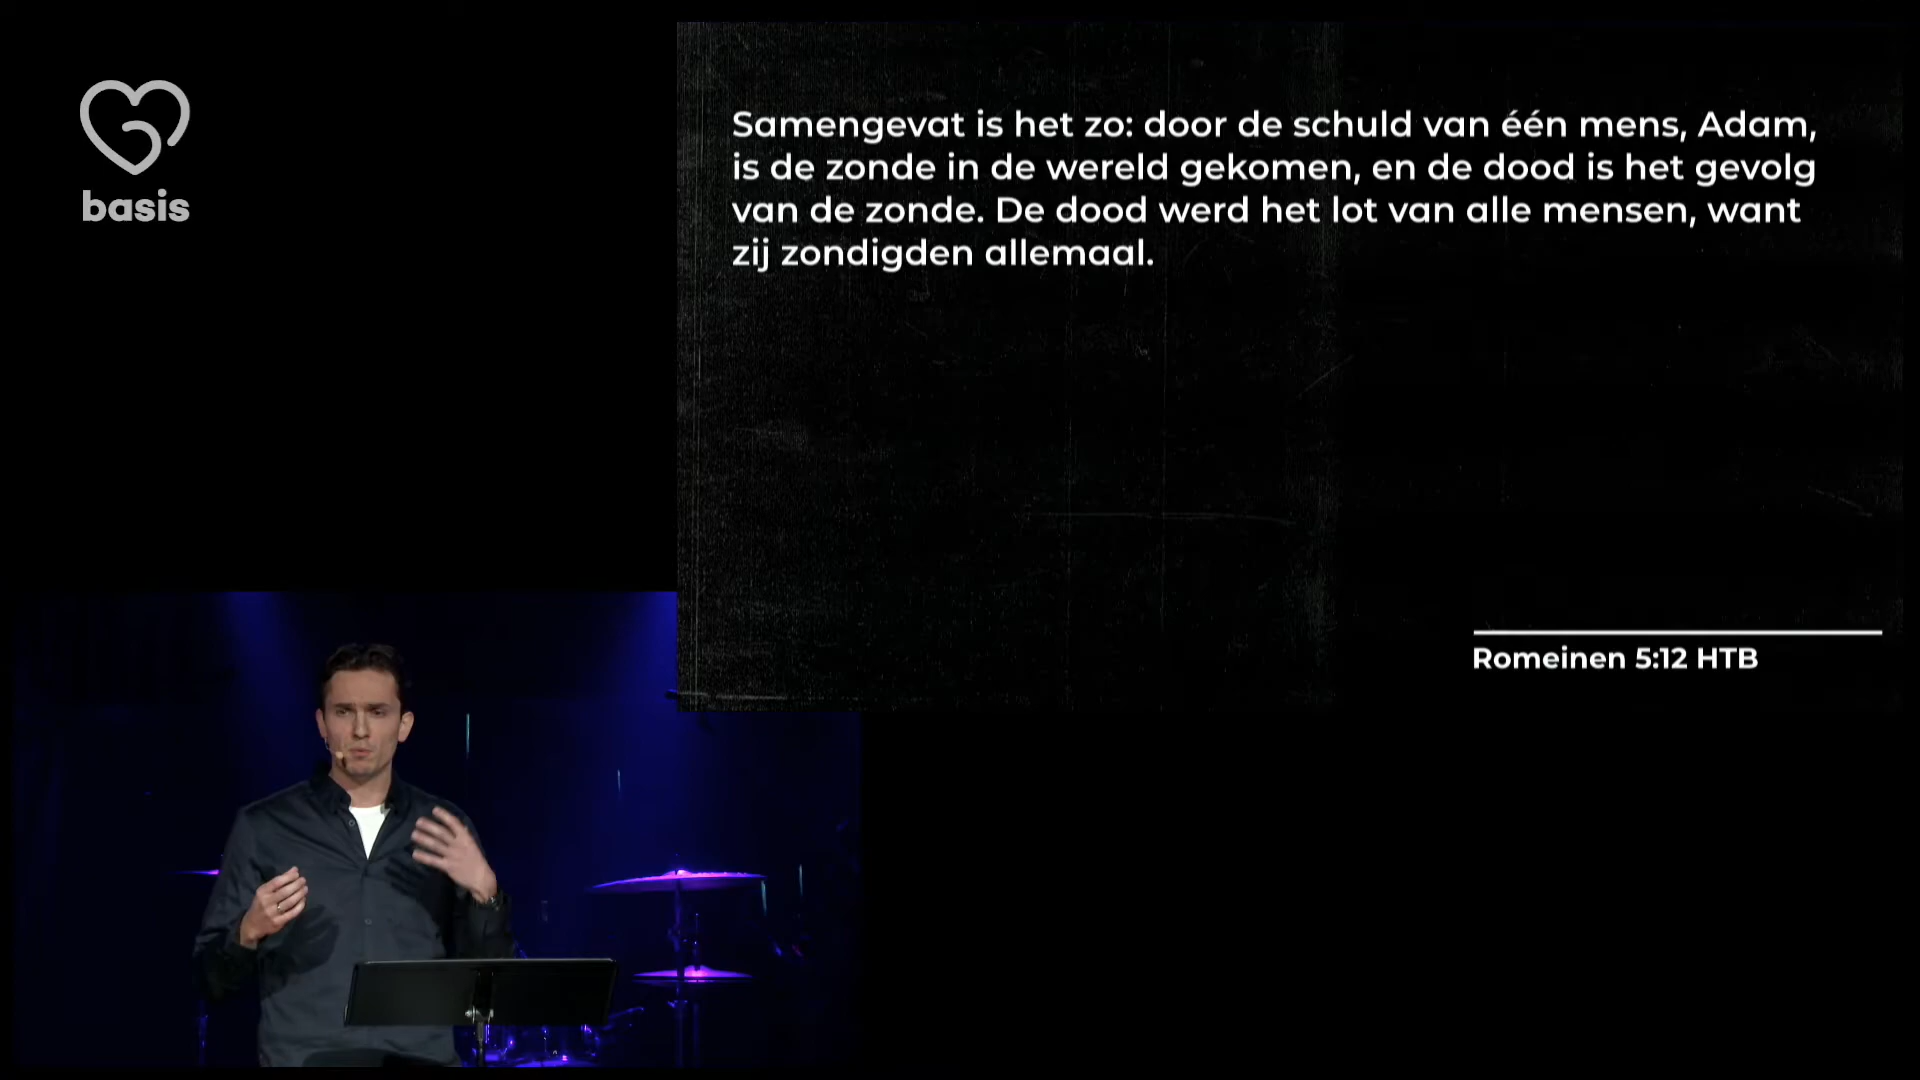 basis
Samengevat is het zo: door de schuld van één mens, Adam,
is de zonde in de wereld gekomen, en de dood is het gevolg
van de zonde. De dood werd het lot van alle mensen, want
zij zondigden allemaal.
Romeinen 5:12 HTB